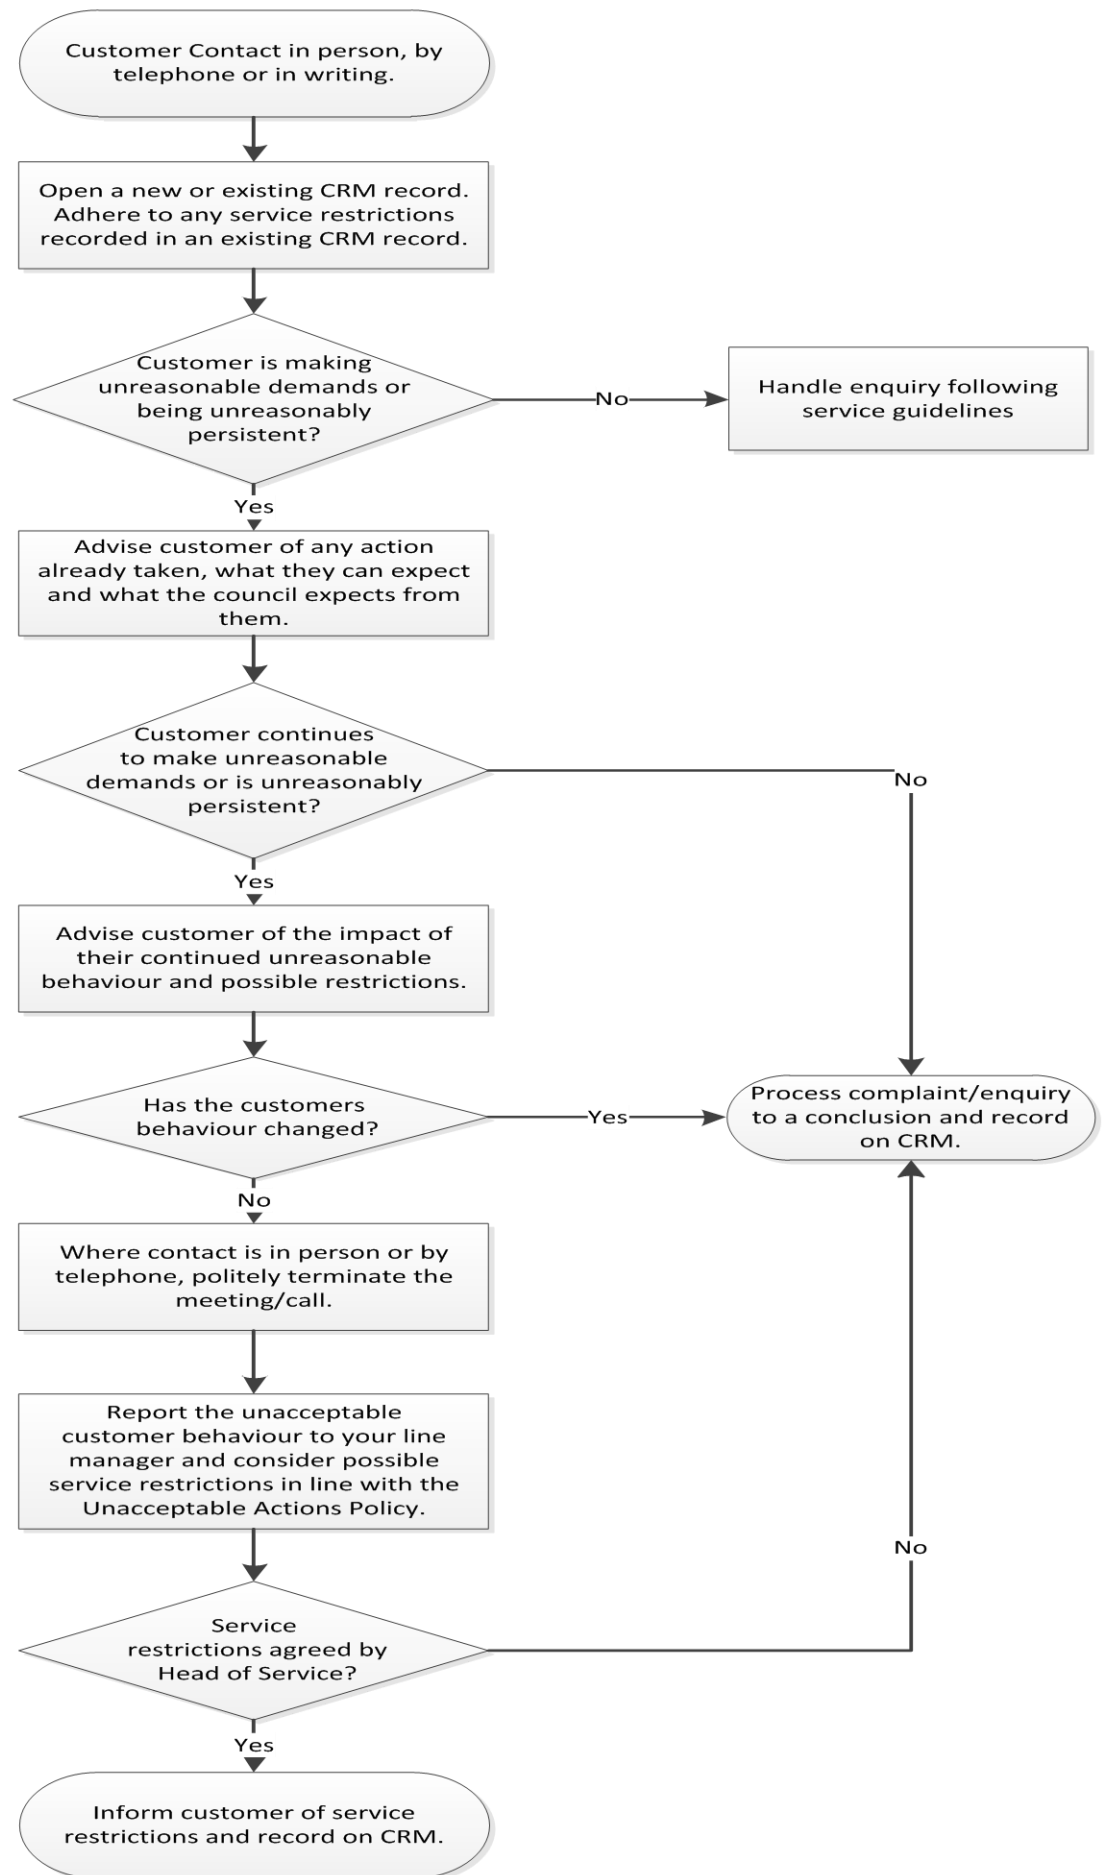 Customer Contact in person, by
telephone or in writing.
Open a new or existing CRM record.
Adhere to any service restrictions
recorded in an existing CRM record.
Customer is making
unreasonable demands or
being unreasonably
persistent?
No
Handle enquiry following
service guidelines
Yes
Advise customer of any action
already taken, what they can expect
and what the council expects from
them.
Customer continues
to make unreasonable
demands or is unreasonably
persistent?
No
Yes
Advise customer of the impact of
their continued unreasonable
behaviour and possible restrictions.
Has the customers
behaviour changed?
Yes
Process complaint/enquiry
to a conclusion and record
on CRM.
No
Where contact is in person or by
telephone, politely terminate the
meeting/call.
Report the unacceptable
customer behaviour to your line
manager and consider possible
service restrictions in line with the
Unacceptable Actions Policy.
No
Service
restrictions agreed by
Head of Service?
Yes
Inform customer of service
restrictions and record on CRM.